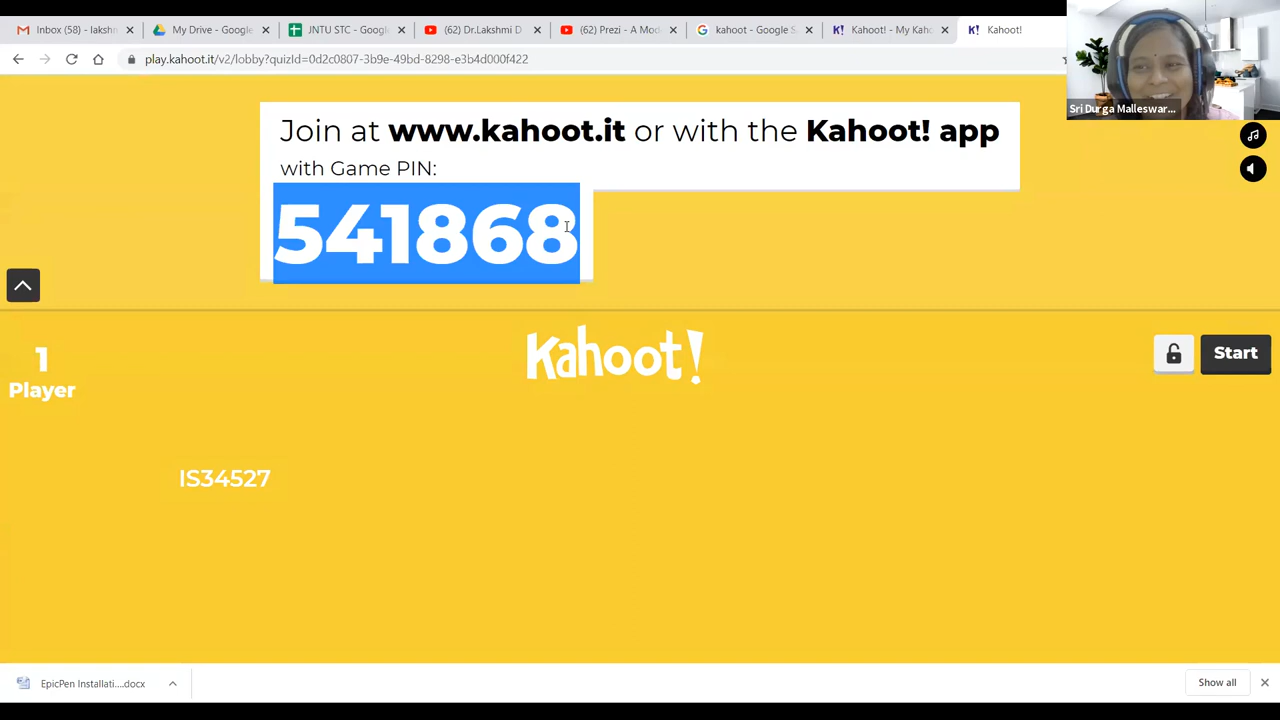 Inbox (58) - lakshm
My Drive - Google
JNTU STC - Googl
(62) Dr.Lakshmi D
(62) Prezi - A Mod
kahoot - Google S
K! Kahoot! - My Kah
K! Kahoot!
play.kahoot.it/v2/lobby?quizId=0d2c0807-3b9e-49bd-8298-e3b4d000f422
Sri Durga Malleswar...
Join at www.kahoot.it or with the Kahoot! app
with Game PIN:
541868
Kahoot!
1
Player
Start
IS34527
EpicPen Installati....docx
Show all